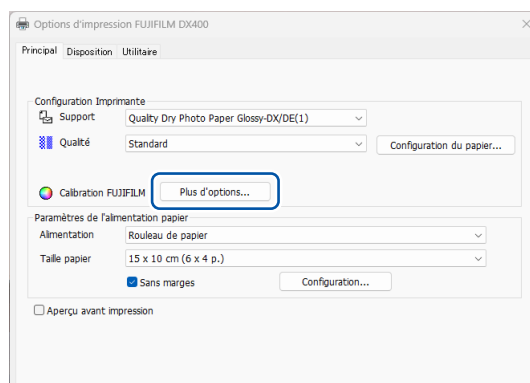 Options d'impression FUJIFILM DX400
Principal Disposition Utilitaire
Configuration Imprimante
Support Quality Dry Photo Paper Glossy-DX/DE(1)
Qualité Standard Configuration du papier...
Calibration FUJIFILM Plus d'options...
Paramètres de l'alimentation papier
Alimentation Rouleau de papier
Taille papier 15 x 10 cm (6 x 4 p.)
Sans marges Configuration...
Aperçu avant impression